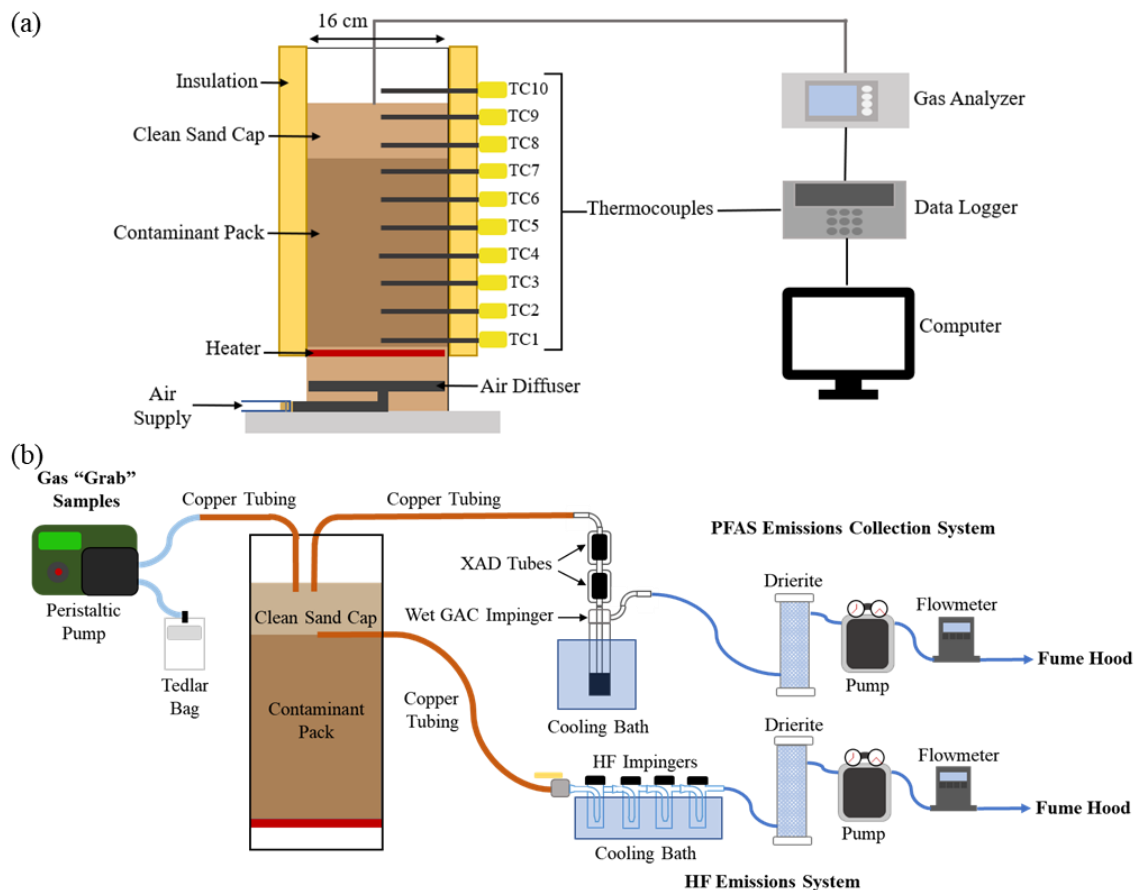 (a)
16 cm
Insulation
Clean Sand Cap
Contaminant Pack
Heater
Air
Supply
TC10
TC9
TC8
TC7
TC6
TC5
TC4
TC3
TC2
TC1
Air Diffuser
Thermocouples
Gas Analyzer
Data Logger
Computer
(b)
Gas “Grab”
Samples
Copper Tubing
Copper Tubing
PFAS Emissions Collection System
XAD Tubes
Wet GAC Impinger
Peristaltic
Pump
Tedlar
Bag
Clean Sand Cap
Contaminant
Pack
Copper
Tubing
Cooling Bath
Drierite
Pump
Flowmeter
Fume Hood
HF Impingers
Cooling Bath
Drierite
Pump
Flowmeter
Fume Hood
HF Emissions System